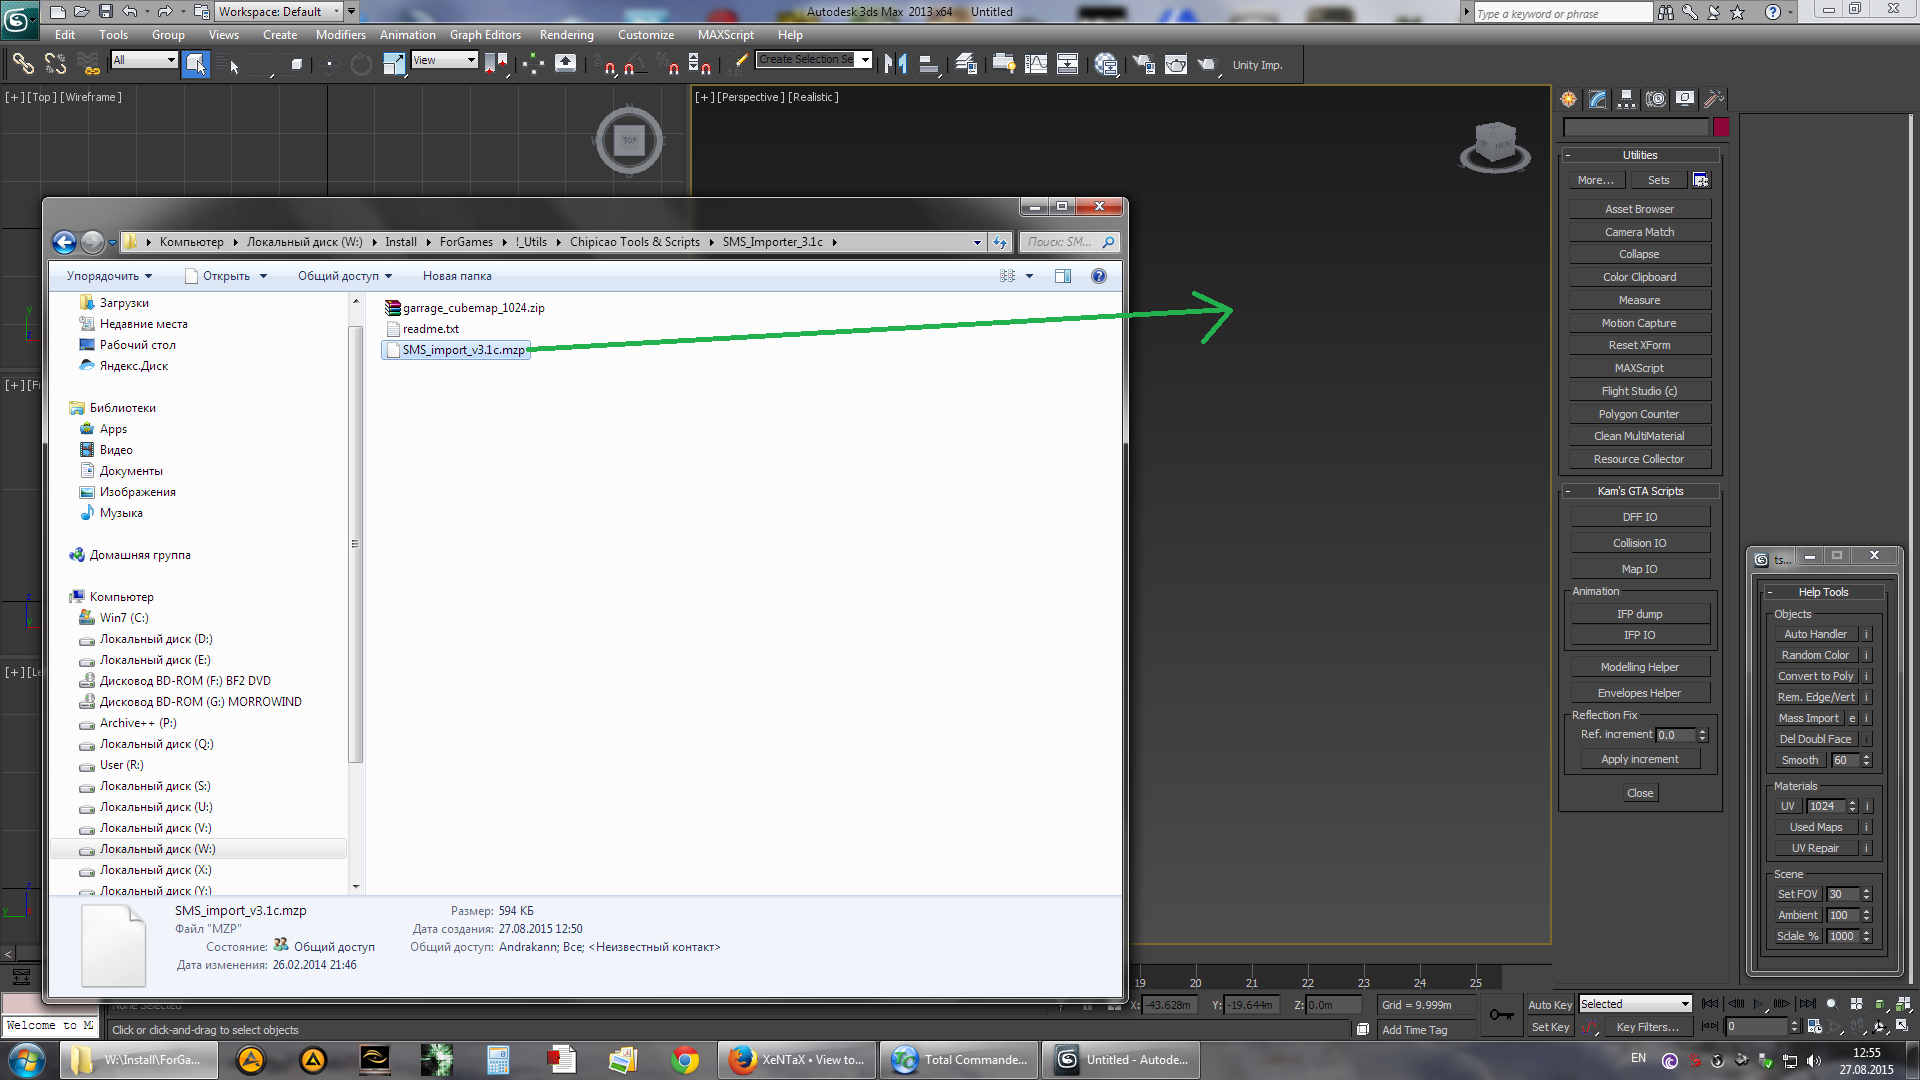 Workspace: Default
Autodesk 3ds Max 2013 x64 Untitled
Type a keyword or phrase
Edit Tools Group Views Create Modifiers Animation Graph Editors Rendering Customize MAXScript Help
All
View
Create Selection Se
Unity Imp.
[+][Top][Wireframe]
[+][Perspective][Realistic]
TOP
Компьютер Локальный диск (W:) Install ForGames !_Utils Chipicao Tools & Scripts SMS_Importer_3.1c
Поиск: SM...
Упорядочить Открыть Общий доступ Новая папка
Загрузки
Недавние места
Рабочий стол
Яндекс.Диск
Библиотеки
Apps
Видео
Документы
Изображения
Музыка
Домашняя группа
Компьютер
Win7 (C:)
Локальный диск (D:)
Локальный диск (E:)
Дисковод BD-ROM (F:) BF2 DVD
Дисковод BD-ROM (G:) MORROWIND
Archive++ (P:)
Локальный диск (Q:)
User (R:)
Локальный диск (S:)
Локальный диск (U:)
Локальный диск (V:)
Локальный диск (W:)
Локальный диск (X:)
Локальный диск (Y:)
garrage_cubemap_1024.zip
readme.txt
SMS_import_v3.1c.mzp
SMS_import_v3.1c.mzp
Файл "MZP"
Состояние: Общий доступ
Дата изменения: 26.02.2014 21:46
Размер: 594 КБ
Дата создания: 27.08.2015 12:50
Общий доступ: Andrakann; Все; <Неизвестный контакт>
Utilities
More... Sets
Asset Browser
Camera Match
Collapse
Color Clipboard
Measure
Motion Capture
Reset XForm
MAXScript
Flight Studio (c)
Polygon Counter
Clean MultiMaterial
Resource Collector
Kam's GTA Scripts
DFF IO
Collision IO
Map IO
Animation
IFP dump
IFP IO
Modelling Helper
Envelopes Helper
Reflection Fix
Ref. increment 0.0
Apply increment
Close
ts...
Help Tools
Objects
Auto Handler i
Random Color i
Convert to Poly i
Rem. Edge/Vert i
Mass Import e i
Del Doubl Face i
Smooth 60
Materials
UV 1024 i
Used Maps i
UV Repair i
Scene
Set FOV 30
Ambient 100
Sclale % 1000
19 20 21 22 23 24 25
None Selected
X: -43.628m Y: -19.644m Z: 0.0m Grid = 9.999m
Auto Key Selected
Welcome to M
Click or click-and-drag to select objects
Add Time Tag
Set Key Key Filters... 0
W:\Install\ForGa...
XeNTaX • View to...
Total Commande...
Untitled - Autode...
EN
12:55
27.08.2015